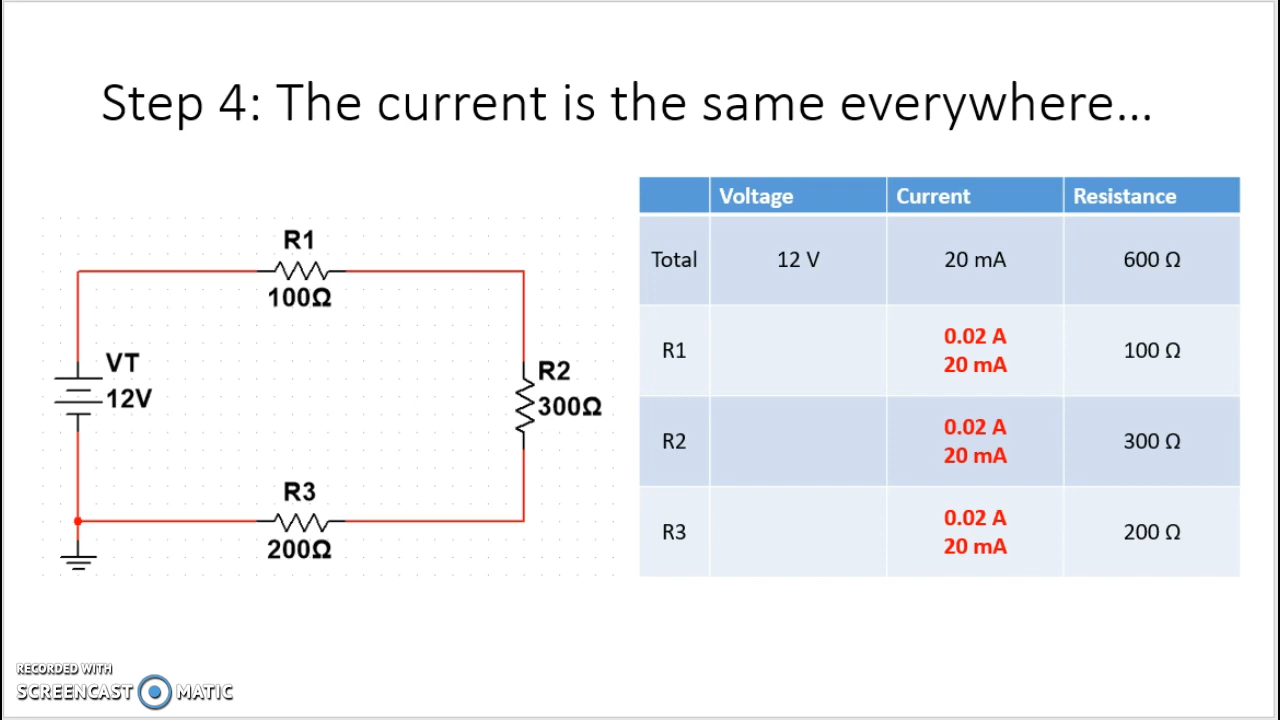 Step 4: The current is the same everywhere...
R1
100Ω
VT
12V
R2
300Ω
R3
200Ω
Voltage Current Resistance
Total 12 V 20 mA 600 Ω
R1 0.02 A 20 mA 100 Ω
R2 0.02 A 20 mA 300 Ω
R3 0.02 A 20 mA 200 Ω
RECORDED WITH
SCREENCAST MATIC